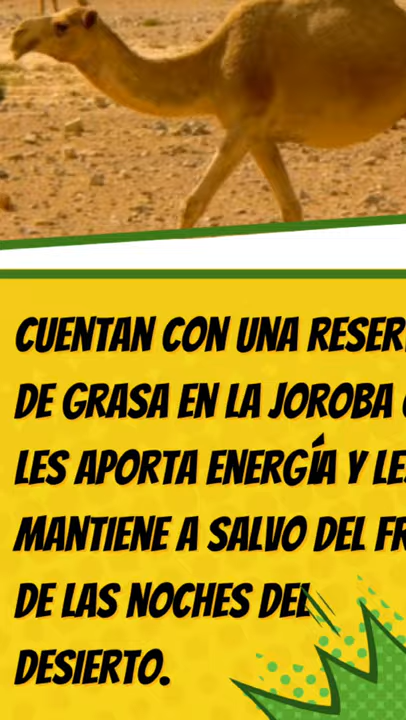 CUENTAN CON UNA RESER
DE GRASA EN LA JOROBA
LES APORTA ENERGÍA Y LE
MANTIENE A SALVO DEL FR
DE LAS NOCHES DEL
DESIERTO.